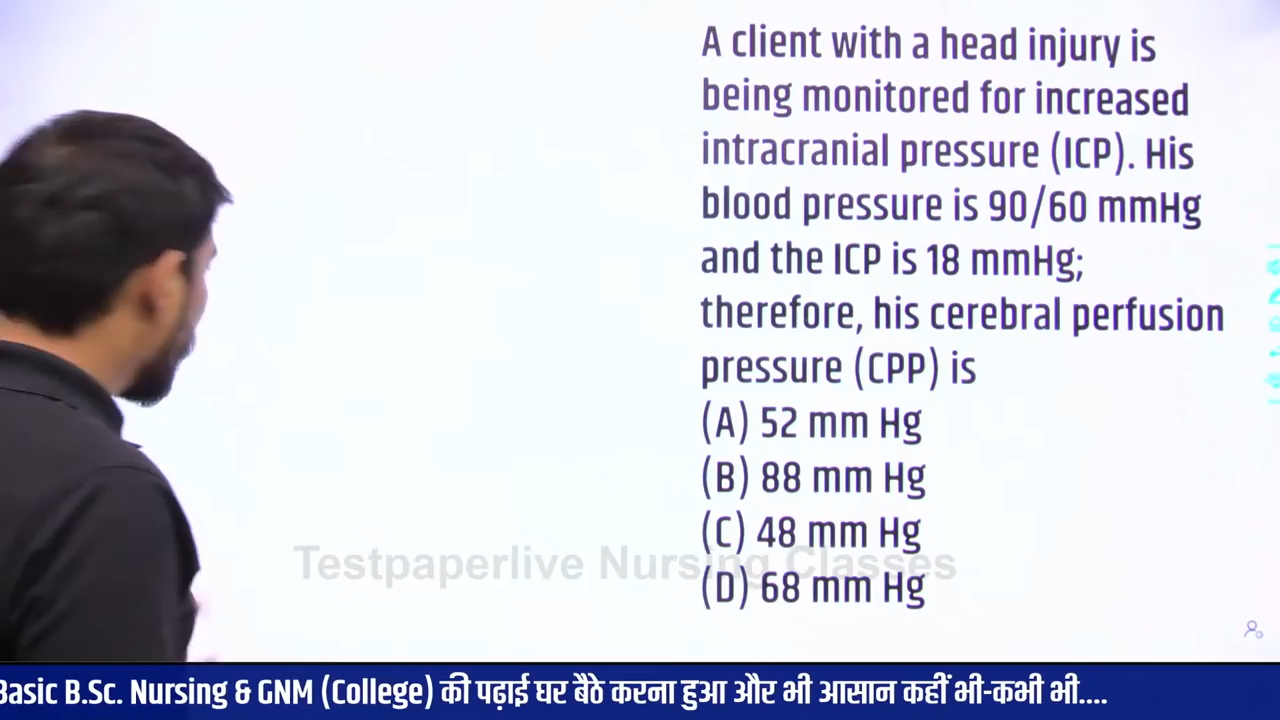 A client with a head injury is
being monitored for increased
intracranial pressure (ICP). His
blood pressure is 90/60 mmHg
and the ICP is 18 mmHg;
therefore, his cerebral perfusion
pressure (CPP) is
(A) 52 mm Hg
(B) 88 mm Hg
(C) 48 mm Hg
(D) 68 mm Hg
Testpaperlive Nursing Classes
Basic B.Sc. Nursing & GNM (College) की पढ़ाई घर बैठे करना हुआ और भी आसान कहीं भी-कभी भी....